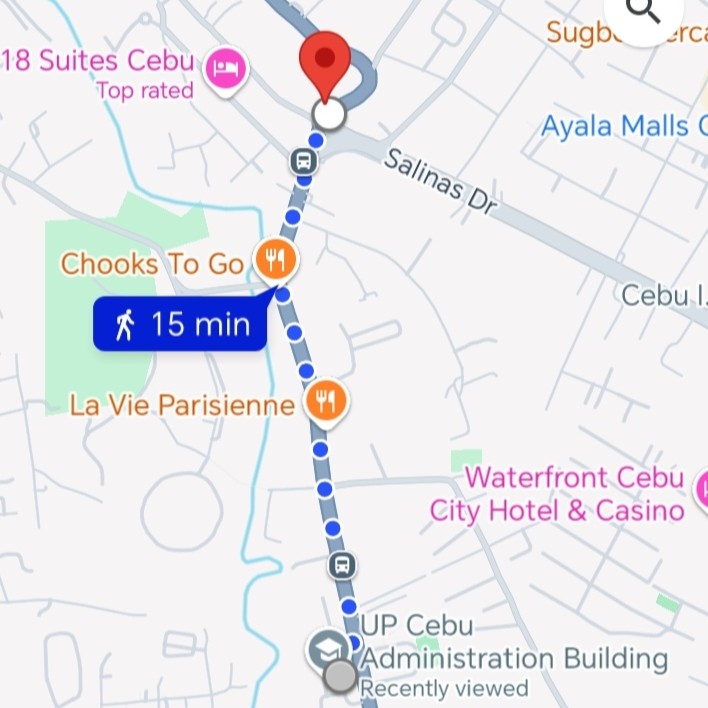 18 Suites Cebu
Top rated
Ayala Malls
Salinas Dr
Chooks To Go
Cebu
15 min
La Vie Parisienne
Waterfront Cebu
City Hotel & Casino
UP Cebu
Administration Building
Recently viewed